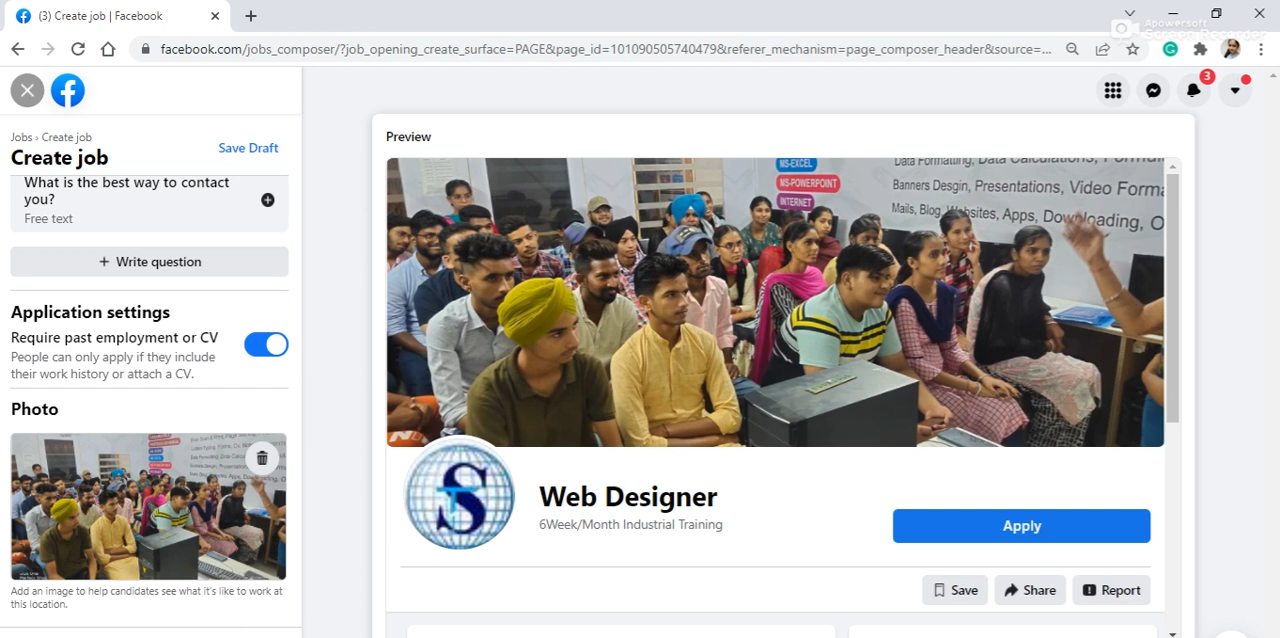 (3) Create job | Facebook
Apowersoft
Screen Recorder
facebook.com/jobs_composer/?job_opening_create_surface=PAGE&page_id=101090505740479&referer_mechanism=page_composer_header&source=...
3
Jobs › Create job
Create job
Save Draft
What is the best way to contact
you?
Free text
+ Write question
Application settings
Require past employment or CV
People can only apply if they include
their work history or attach a CV.
Photo
Add an image to help candidates see what it's like to work at
this location.
Preview
MS-EXCEL
MS-POWERPOINT
INTERNET
Data Formatting, Data Calculations,
Banners Desgin, Presentations, Video Forma
Mails, Blog, Websites, Apps, Downloading, O
S
Web Designer
6Week/Month Industrial Training
Apply
Save
Share
Report